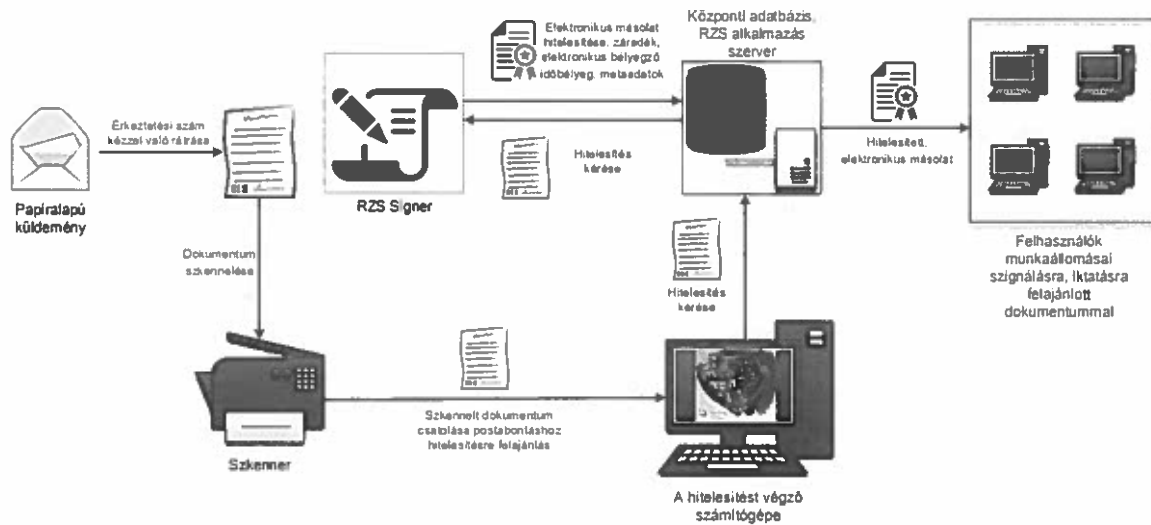 Papíralapú
küldemény
Érkeztetési szám
kézzel való rátrása
Dokumentum
szkennelése
Szkenner
Szkennelt dokumentum
csatolása postabontáshoz
hitelesítésre felajánlás
A hitelesítést végző
számítógépe
Hitelesítés
kérése
Központi adatbázis,
RZS alkalmazás
szerver
Hitelesítés
kérése
RZS Signer
Elektronikus másolat
hitelesítése, záradék,
elektronikus bélyegző
időbélyeg, metaadatok
Hitelesített,
elektronikus másolat
Felhasználók
munkaállomásai
szignálásra, Iktatásra
felajánlott
dokumentummal